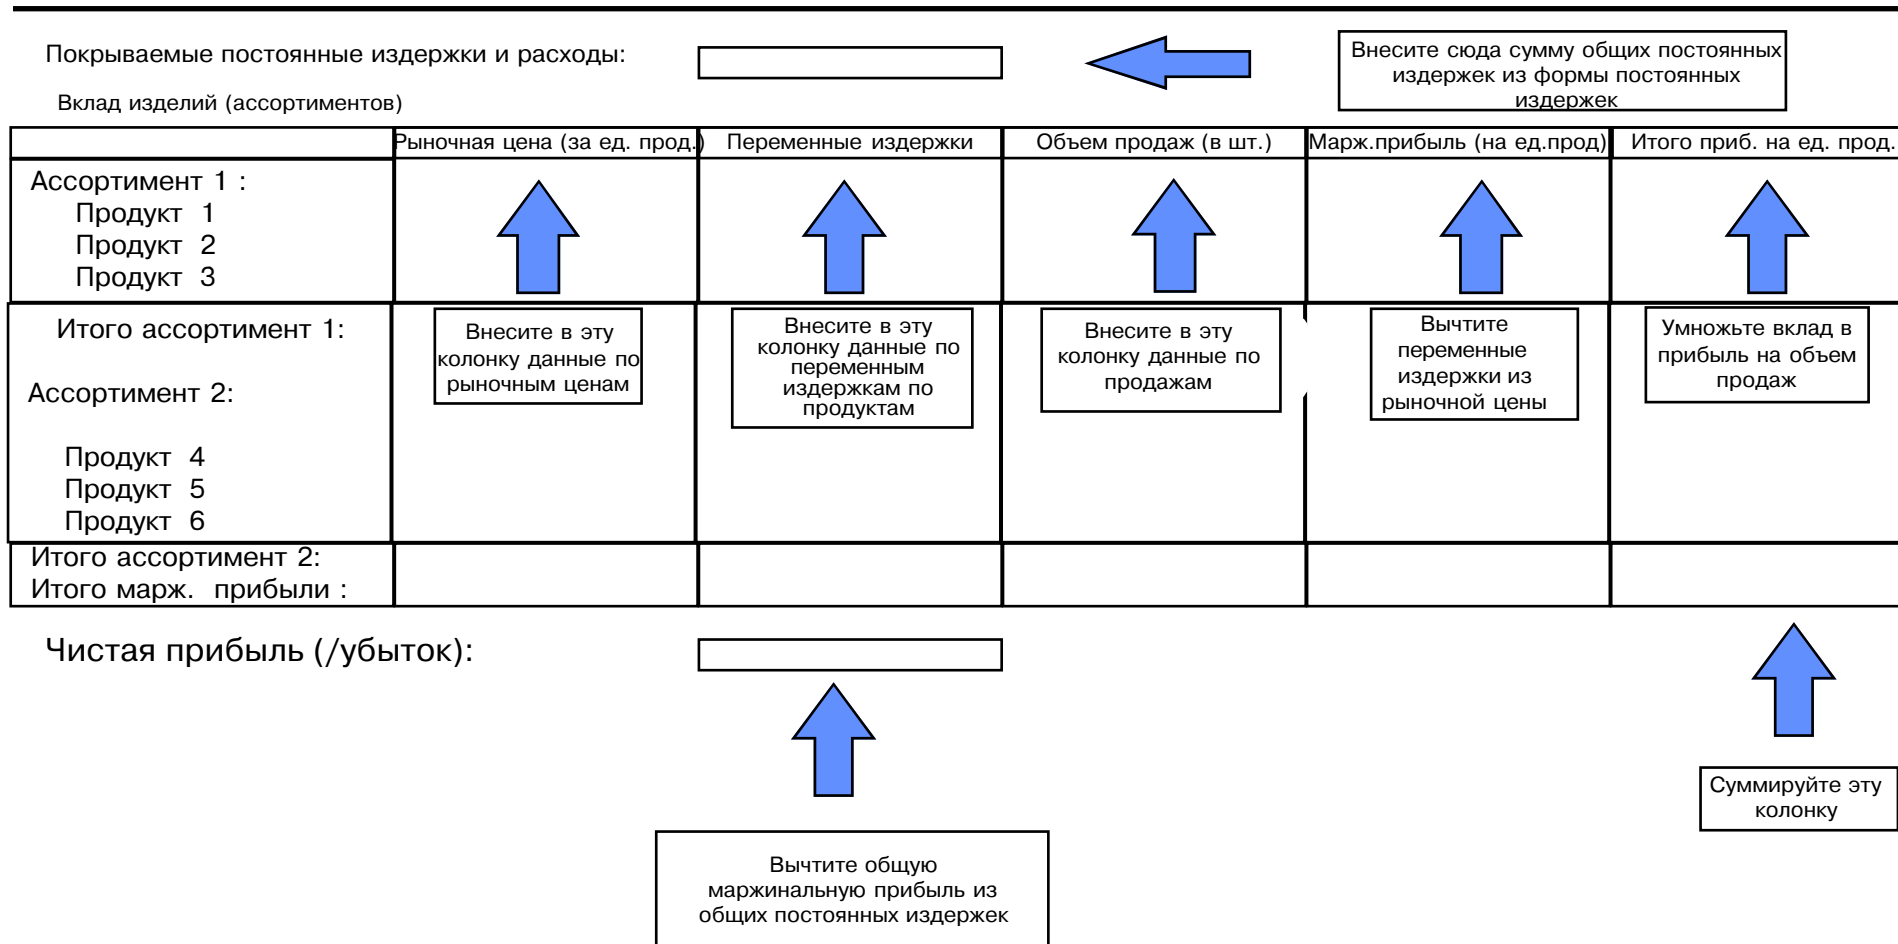 Покрываемые постоянные издержки и расходы:
Внесите сюда сумму общих постоянных
издержек из формы постоянных
издержек
Вклад изделий (ассортиментов)
Рыночная цена (за ед. прод.)
Переменные издержки
Объем продаж (в шт.)
Марж.прибыль (на ед.прод)
Итого приб. на ед. прод.
Ассортимент 1 :
Продукт 1
Продукт 2
Продукт 3
Итого ассортимент 1:
Ассортимент 2:
Продукт 4
Продукт 5
Продукт 6
Внесите в эту
колонку данные по
рыночным ценам
Внесите в эту
колонку данные по
переменным
издержкам по
продуктам
Внесите в эту
колонку данные по
продажам
Вычтите
переменные
издержки из
рыночной цены
Умножьте вклад в
прибыль на объем
продаж
Итого ассортимент 2:
Итого марж. прибыли :
Чистая прибыль (/убыток):
Суммируйте эту
колонку
Вычтите общую
маржинальную прибыль из
общих постоянных издержек